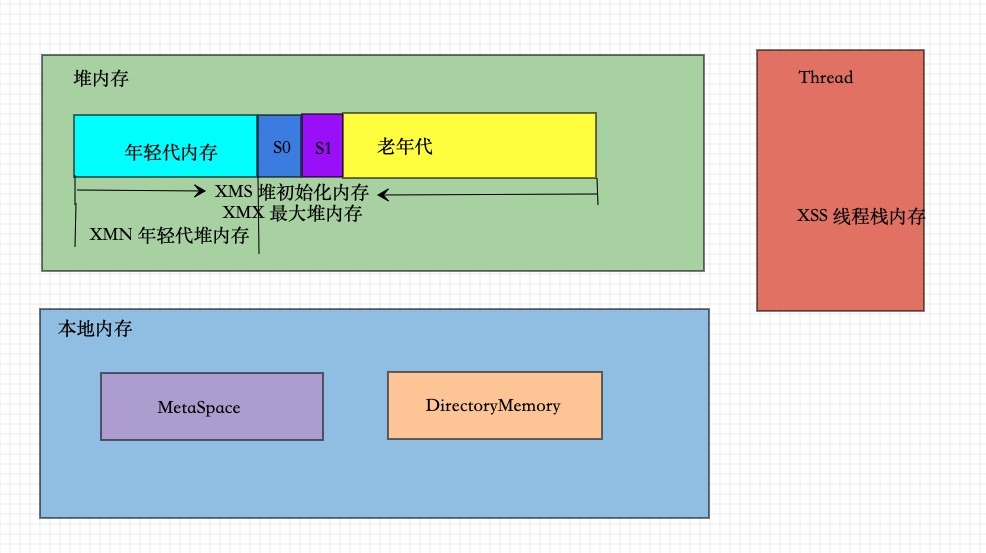 堆内存
年轻代内存
S0
S1
老年代
XMS 堆初始化内存
XMX 最大堆内存
XMN 年轻代堆内存
Thread
XSS 线程栈内存
本地内存
MetaSpace
DirectoryMemory